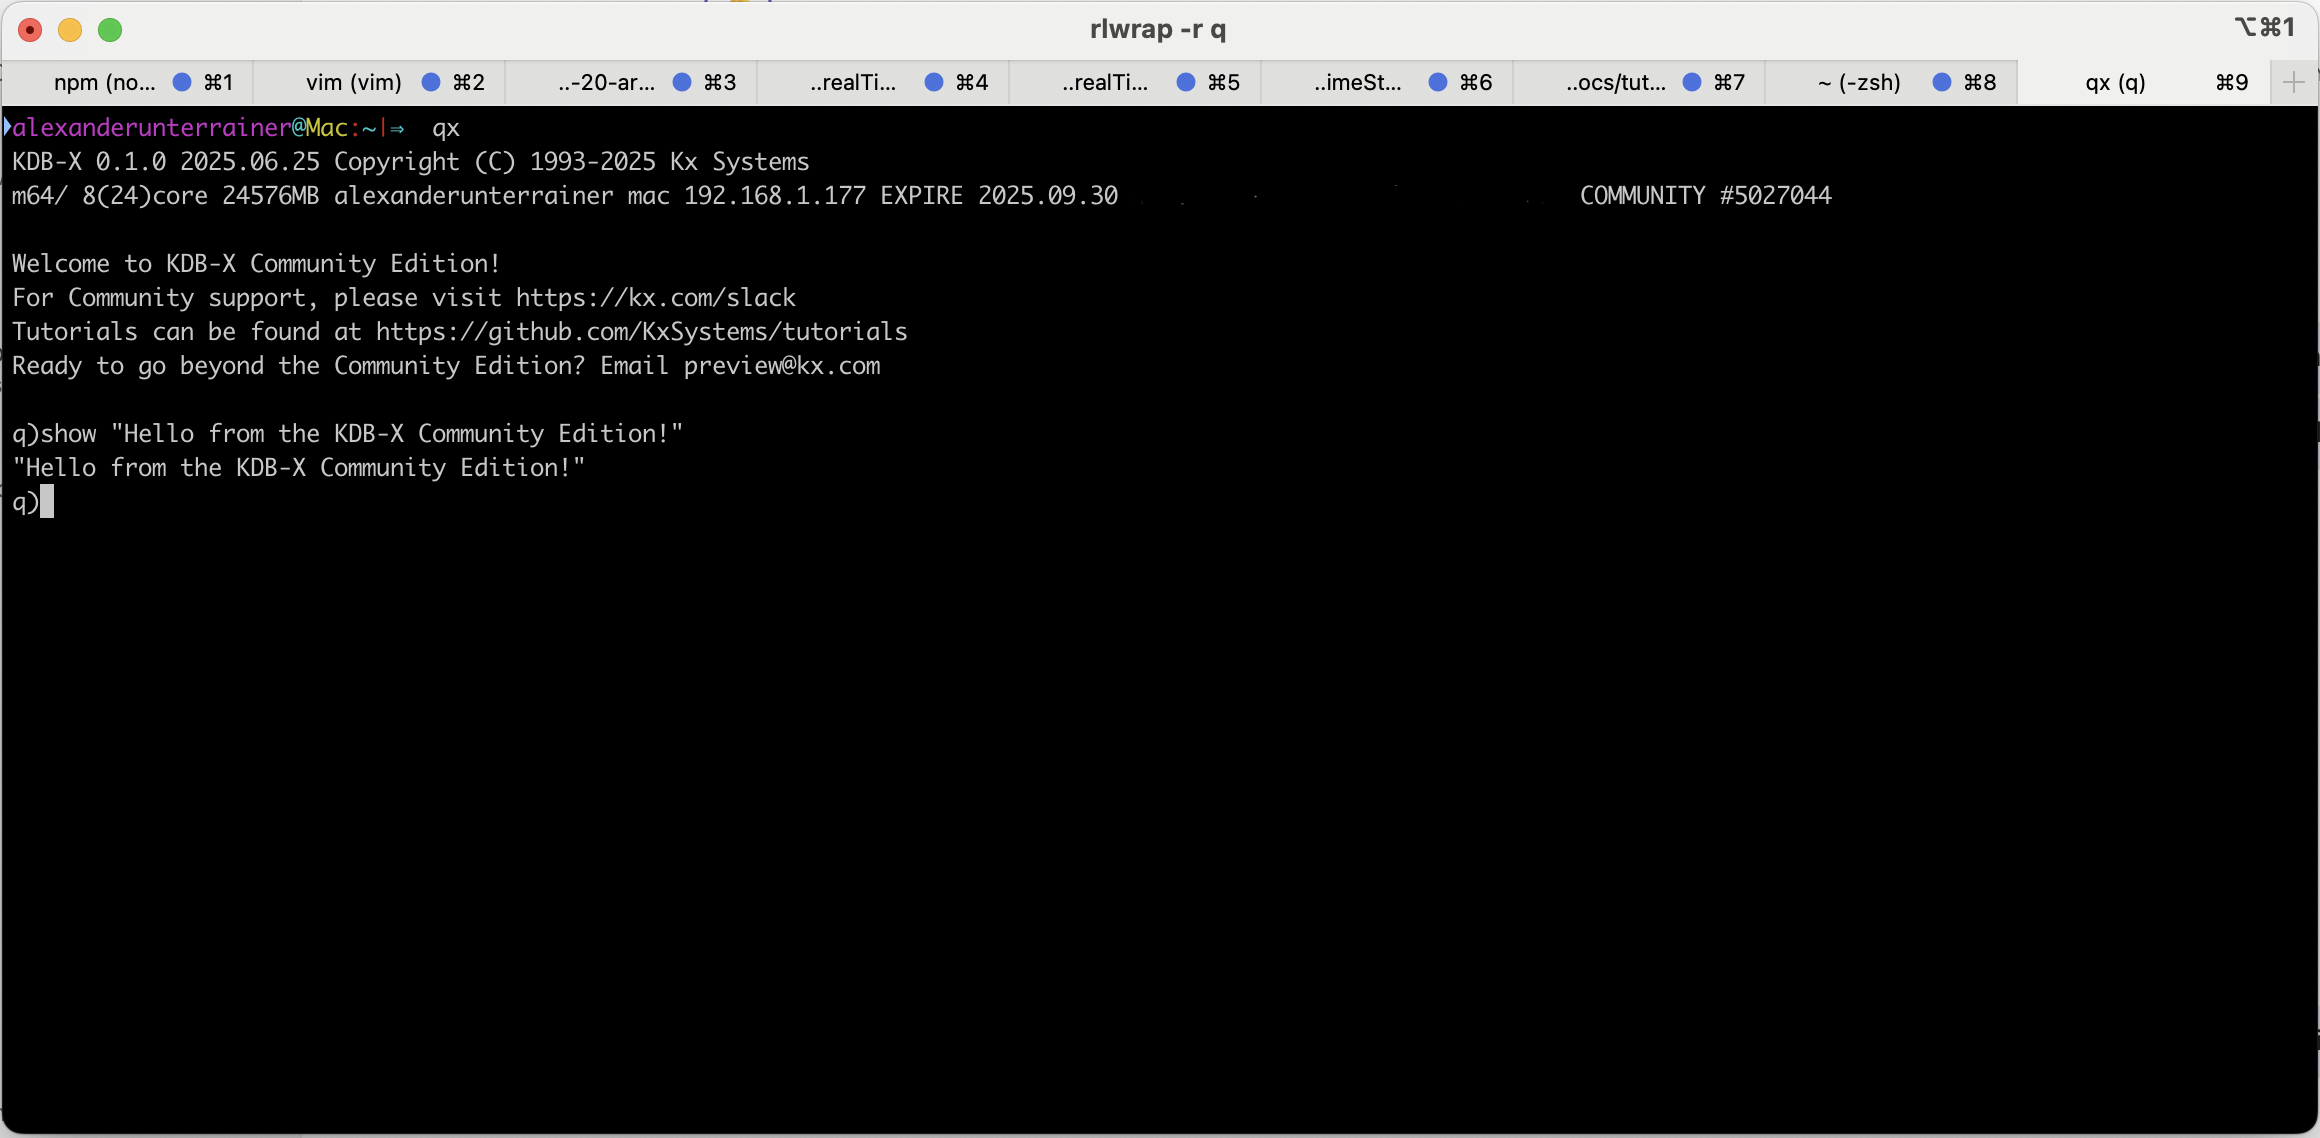 rlwrap -r q
⌥⌘1
npm (no... ⌘1
vim (vim) ⌘2
..-20-ar... ⌘3
..realTi... ⌘4
..realTi... ⌘5
..imeSt... ⌘6
..ocs/tut... ⌘7
~ (-zsh) ⌘8
qx (q) ⌘9
alexanderunterrainer@Mac:~|⇒ qx
KDB-X 0.1.0 2025.06.25 Copyright (C) 1993-2025 Kx Systems
m64/ 8(24)core 24576MB alexanderunterrainer mac 192.168.1.177 EXPIRE 2025.09.30 COMMUNITY #5027044
Welcome to KDB-X Community Edition!
For Community support, please visit https://kx.com/slack
Tutorials can be found at https://github.com/KxSystems/tutorials
Ready to go beyond the Community Edition? Email preview@kx.com
q)show "Hello from the KDB-X Community Edition!"
"Hello from the KDB-X Community Edition!"
q)